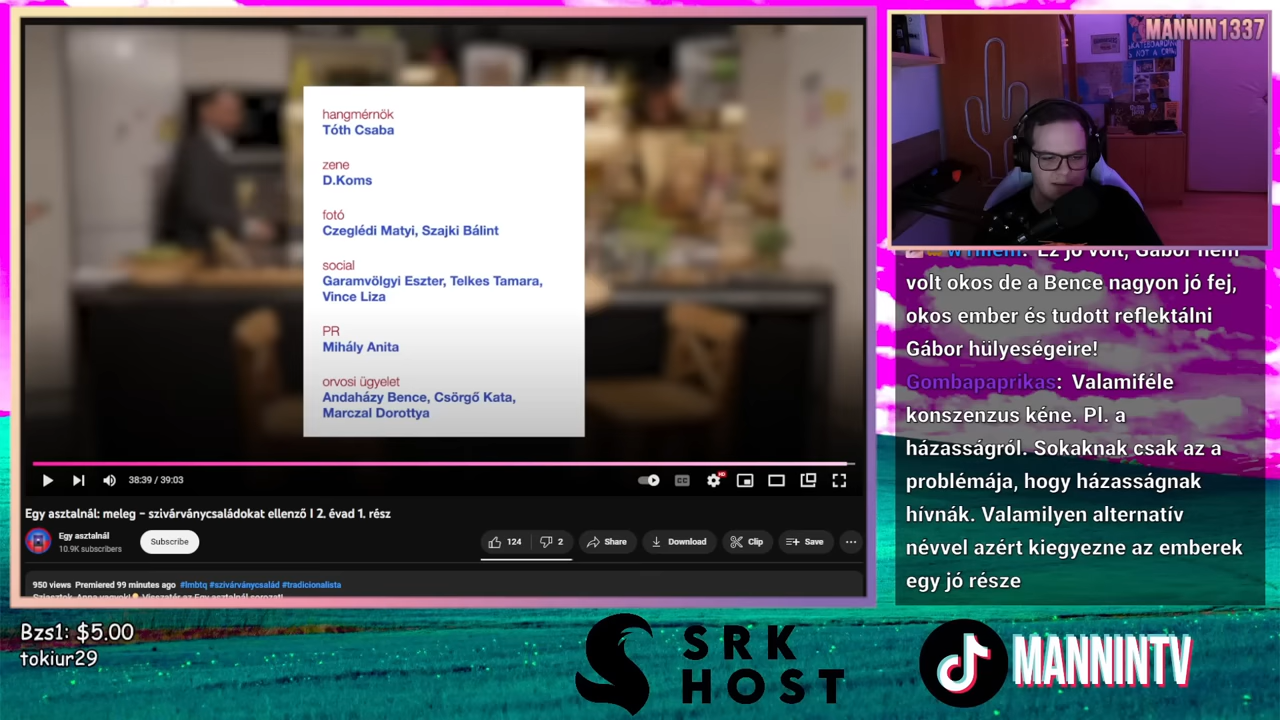 hangmérnök
Tóth Csaba
zene
D.Koms
fotó
Czeglédi Matyi, Szajki Bálint
social
Garamvölgyi Eszter, Telkes Tamara,
Vince Liza
PR
Mihály Anita
orvosi ügyelet
Andaházy Bence, Csörgő Kata,
Marczal Dorottya
38:39 / 39:03
CC
HD
Egy asztalnál: meleg - szivárványcsaládokat ellenző I 2. évad 1. rész
Egy asztalnál
10.9K subscribers
Subscribe
124
2
Share
Download
Clip
Save
950 views Premiered 99 minutes ago #lmbtq #szivárványcsalád #tradicionalista
MANNIN1337
Ez jó volt, Gábor nem
volt okos de a Bence nagyon jó fej,
okos ember és tudott reflektálni
Gábor hülyeségeire!
Gombapaprikas: Valamiféle
konszenzus kéne. Pl. a
házasságról. Sokaknak csak az a
problémája, hogy házasságnak
hívnák. Valamilyen alternatív
névvel azért kiegyezne az emberek
egy jó része
Bzs1: $5.00
tokiur29
SRK
HOST
MANNINTV